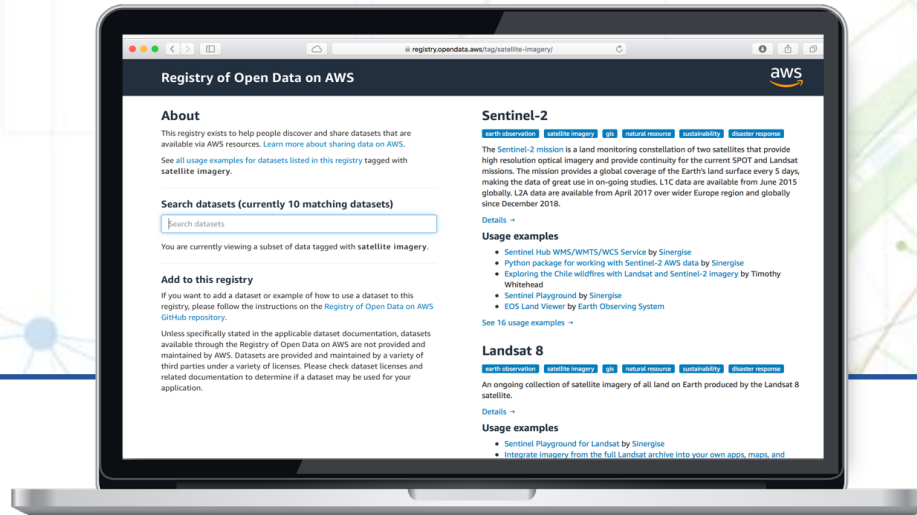 registry.opendata.aws/tag/satellite-imagery/
Registry of Open Data on AWS
aws
About
This registry exists to help people discover and share datasets that are
available via AWS resources. Learn more about sharing data on AWS.
See all usage examples for datasets listed in this registry tagged with
satellite imagery.
Search datasets (currently 10 matching datasets)
Search datasets
You are currently viewing a subset of data tagged with satellite imagery.
Add to this registry
If you want to add a dataset or example of how to use a dataset to this
registry, please follow the instructions on the Registry of Open Data on AWS
GitHub repository.
Unless specifically stated in the applicable dataset documentation, datasets
available through the Registry of Open Data on AWS are not provided and
maintained by AWS. Datasets are provided and maintained by a variety of
third parties under a variety of licenses. Please check dataset licenses and
related documentation to determine if a dataset may be used for your
application.
Sentinel-2
earth observation satellite imagery gis natural resource sustainability disaster response
The Sentinel-2 mission is a land monitoring constellation of two satellites that provide
high resolution optical imagery and provide continuity for the current SPOT and Landsat
missions. The mission provides a global coverage of the Earth's land surface every 5 days,
making the data of great use in on-going studies. L1C data are available from June 2015
globally. L2A data are available from April 2017 over wider Europe region and globally
since December 2018.
Details →
Usage examples
• Sentinel Hub WMS/WMTS/WCS Service by Sinergise
• Python package for working with Sentinel-2 AWS data by Sinergise
• Exploring the Chile wildfires with Landsat and Sentinel-2 imagery by Timothy
Whitehead
• Sentinel Playground by Sinergise
• EOS Land Viewer by Earth Observing System
See 16 usage examples →
Landsat 8
earth observation satellite imagery gis natural resource sustainability disaster response
An ongoing collection of satellite imagery of all land on Earth produced by the Landsat 8
satellite.
Details →
Usage examples
• Sentinel Playground for Landsat by Sinergise
• Integrate imagery from the full Landsat archive into your own apps, maps, and